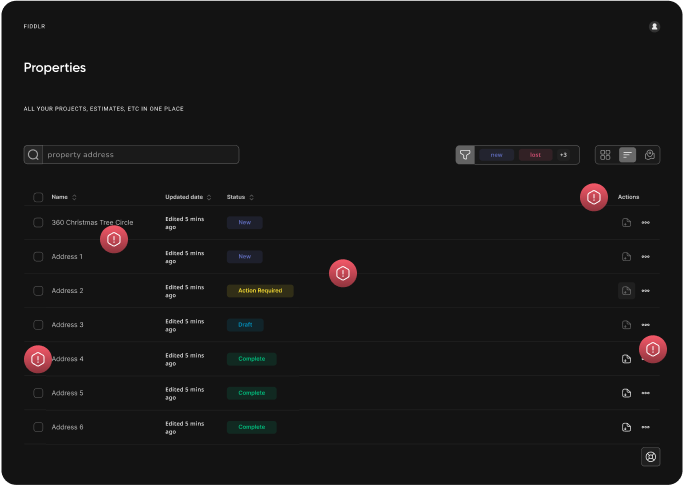 FIDDLR
Properties
ALL YOUR PROJECTS, ESTIMATES, ETC IN ONE PLACE
property address
new lost +3
Name Updated date Status Actions
360 Christmas Tree Circle Edited 5 mins ago New
Address 1 Edited 5 mins ago New
Address 2 Edited 5 mins ago Action Required
Address 3 Edited 5 mins ago Draft
Address 4 Edited 5 mins ago Complete
Address 5 Edited 5 mins ago Complete
Address 6 Edited 5 mins ago Complete